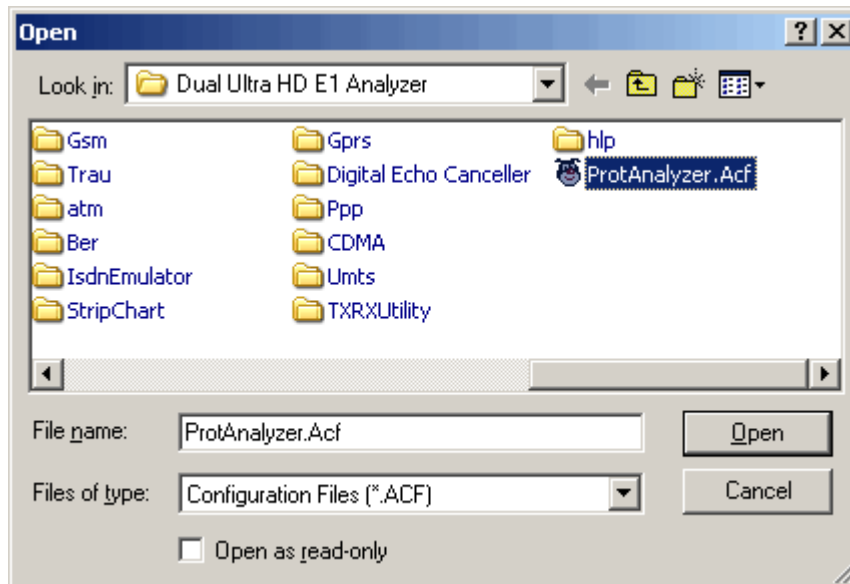 Open
Look in: Dual Ultra HD E1 Analyzer
Gsm Gprs hlp
Trau Digital Echo Canceller ProtAnalyzer.Acf
atm Ppp
Ber CDMA
IsdnEmulator Umts
StripChart TXRXUtility
File name: ProtAnalyzer.Acf Open
Files of type: Configuration Files (*.ACF) Cancel
Open as read-only